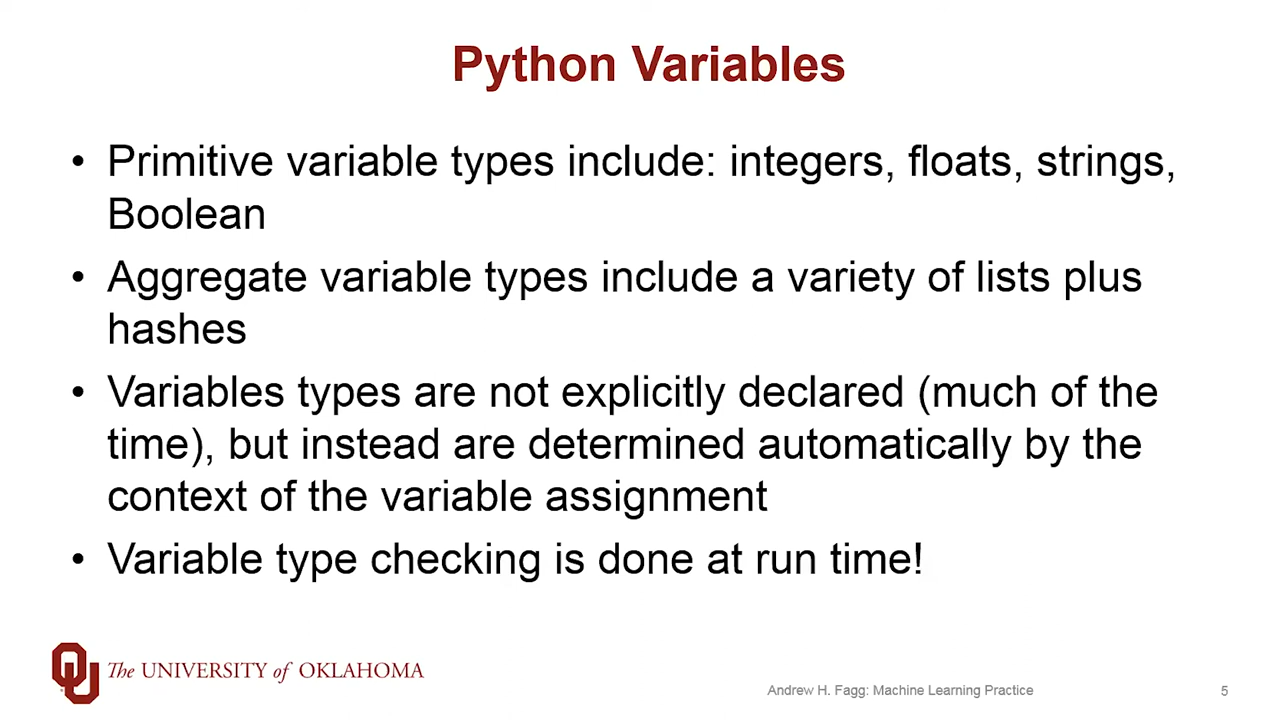 Python Variables
• Primitive variable types include: integers, floats, strings,
Boolean
• Aggregate variable types include a variety of lists plus
hashes
• Variables types are not explicitly declared (much of the
time), but instead are determined automatically by the
context of the variable assignment
• Variable type checking is done at run time!
The UNIVERSITY of OKLAHOMA
Andrew H. Fagg: Machine Learning Practice
5